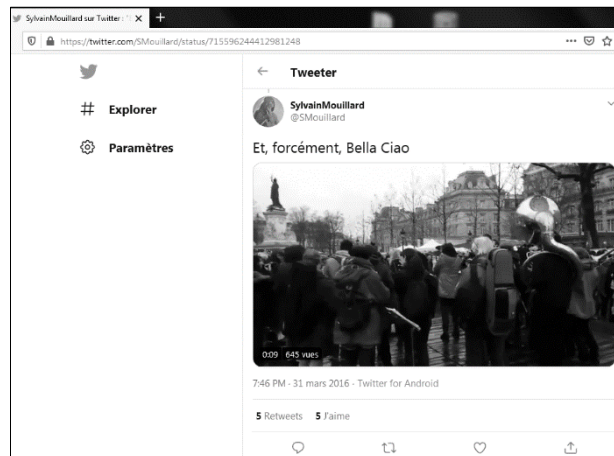 SylvainMouillard sur Twitter : "E
https://twitter.com/SMouillard/status/715596244412981248
Tweeter
Explorer
Paramètres
SylvainMouillard
@SMouillard
Et, forcément, Bella Ciao
0:09 645 vues
7:46 PM · 31 mars 2016 · Twitter for Android
5 Retweets 5 J'aime